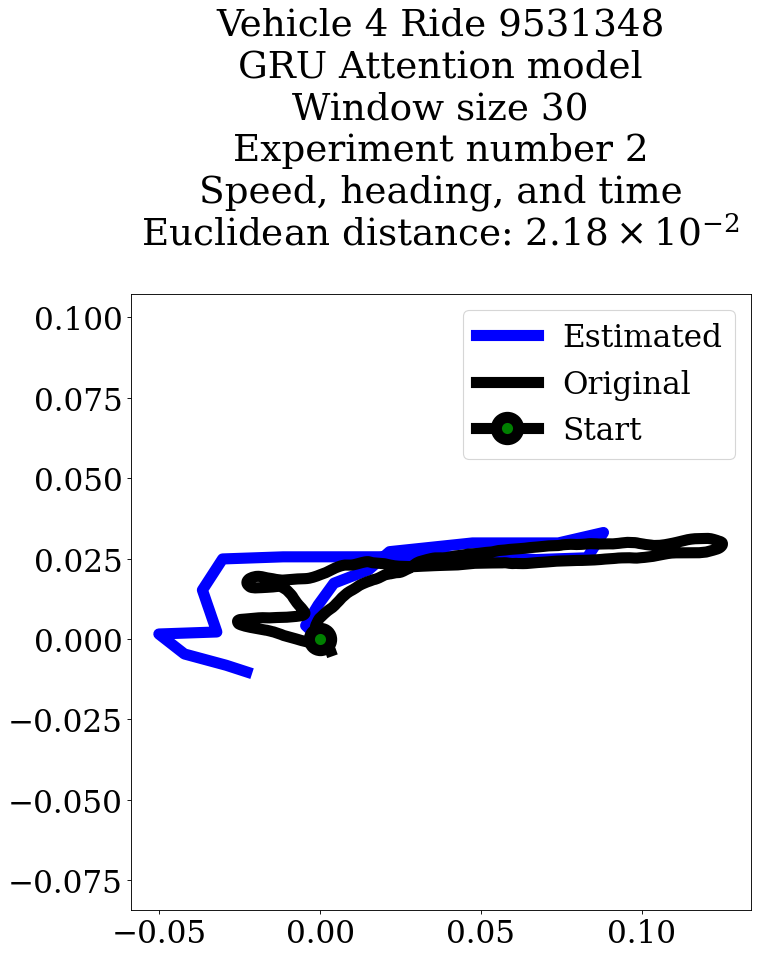 Vehicle 4 Ride 9531348
GRU Attention model
Window size 30
Experiment number 2
Speed, heading, and time
Euclidean distance: 2.18 × 10⁻²
Estimated
Original
Start
0.100
0.075
0.050
0.025
0.000
−0.025
−0.050
−0.075
−0.05 0.00 0.05 0.10